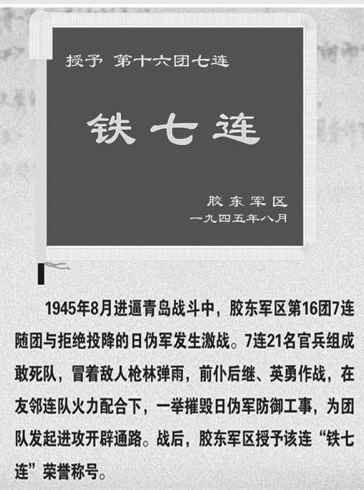 授予 第十六团七连
铁七连
胶东军区
一九四五年八月
1945年8月进逼青岛战斗中，胶东军区第16团7连
随团与拒绝投降的日伪军发生激战。7连21名官兵组成
敢死队，冒着敌人枪林弹雨，前仆后继、英勇作战，在
友邻连队火力配合下，一举摧毁日伪军防御工事，为团
队发起进攻开辟通路。战后，胶东军区授予该连“铁七
连”荣誉称号。